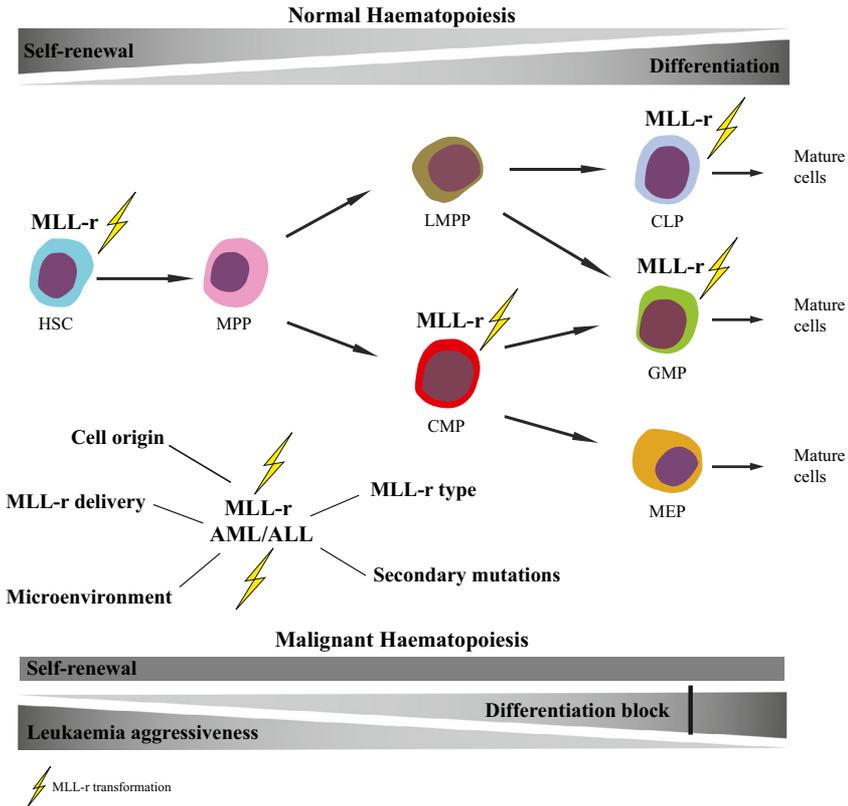 Normal Haematopoiesis
Self-renewal
Differentiation
MLL-r
Mature
cells
LMPP
CLP
MLL-r
HSC
MPP
MLL-r
Mature
cells
GMP
MLL-r
CMP
Mature
cells
MEP
Cell origin
MLL-r delivery
MLL-r
AML/ALL
MLL-r type
Microenvironment
Secondary mutations
Malignant Haematopoiesis
Self-renewal
Differentiation block
Leukaemia aggressiveness
MLL-r transformation